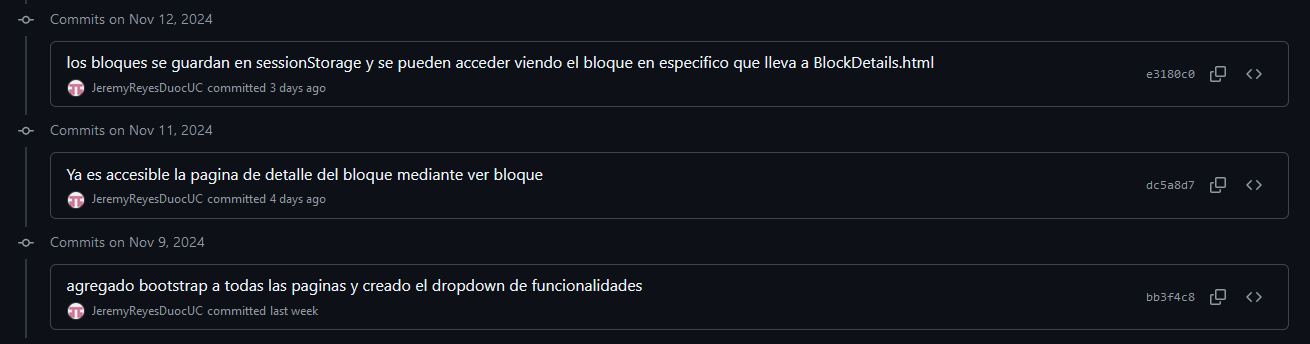 Commits on Nov 12, 2024
los bloques se guardan en sessionStorage y se pueden acceder viendo el bloque en especifico que lleva a BlockDetails.html
JeremyReyesDuocUC committed 3 days ago
e3180c0
Commits on Nov 11, 2024
Ya es accesible la pagina de detalle del bloque mediante ver bloque
JeremyReyesDuocUC committed 4 days ago
dc5a8d7
Commits on Nov 9, 2024
agregado bootstrap a todas las paginas y creado el dropdown de funcionalidades
JeremyReyesDuocUC committed last week
bb3f4c8